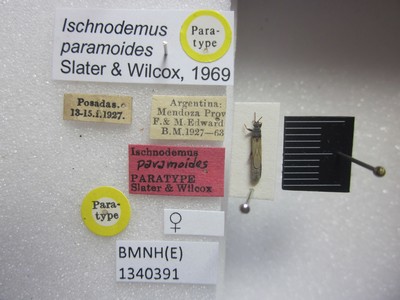 Ischnodemus
paramoides
Slater & Wilcox, 1969
Para-
type
Posadas.
13-15.i.1927.
Argentina:
Mendoza Prov
F. & M. Edward
B.M.1927—63
Ischnodemus
paramoides
PARATYPE
Slater & Wilcox
Para-
type
♀
BMNH(E)
1340391